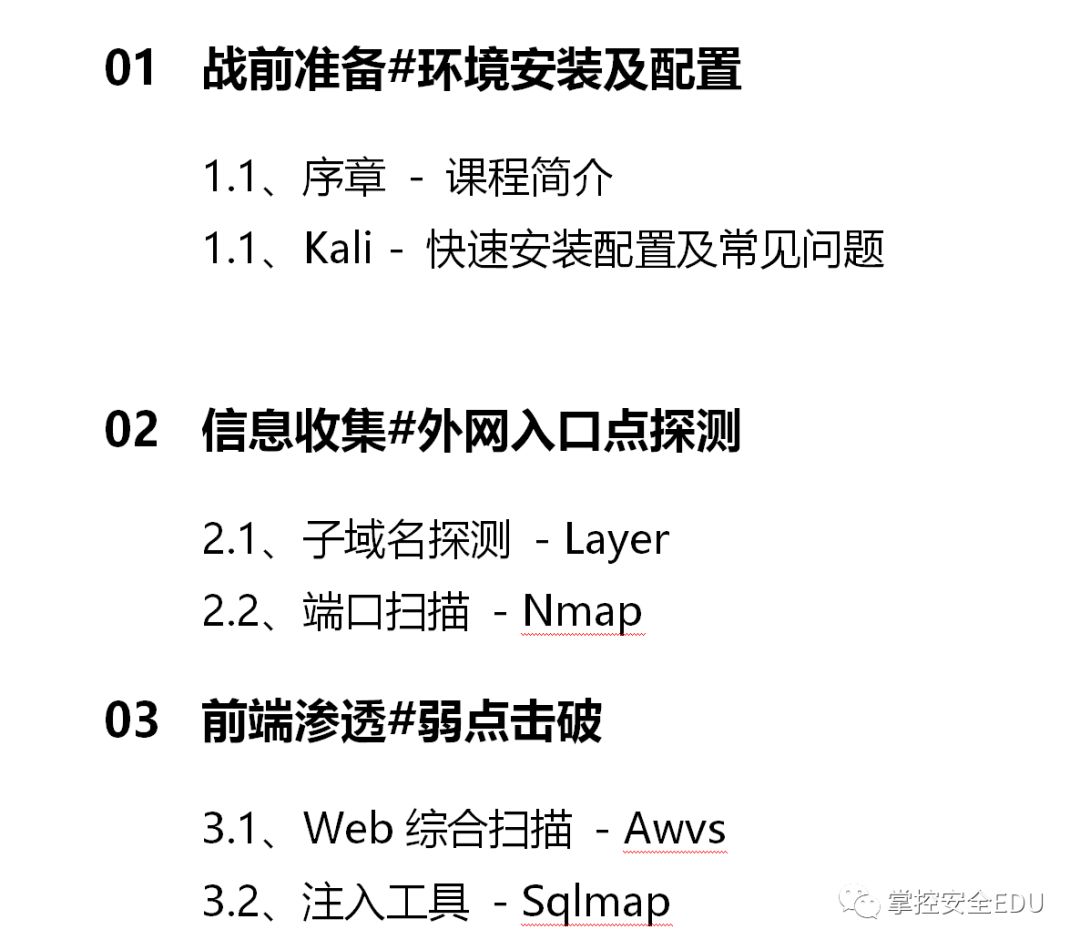 01 战前准备#环境安装及配置
1.1、序章 - 课程简介
1.1、Kali - 快速安装配置及常见问题
02 信息收集#外网入口点探测
2.1、子域名探测 - Layer
2.2、端口扫描 - Nmap
03 前端渗透#弱点击破
3.1、Web 综合扫描 - Awvs
3.2、注入工具 - Sqlmap
掌控安全EDU